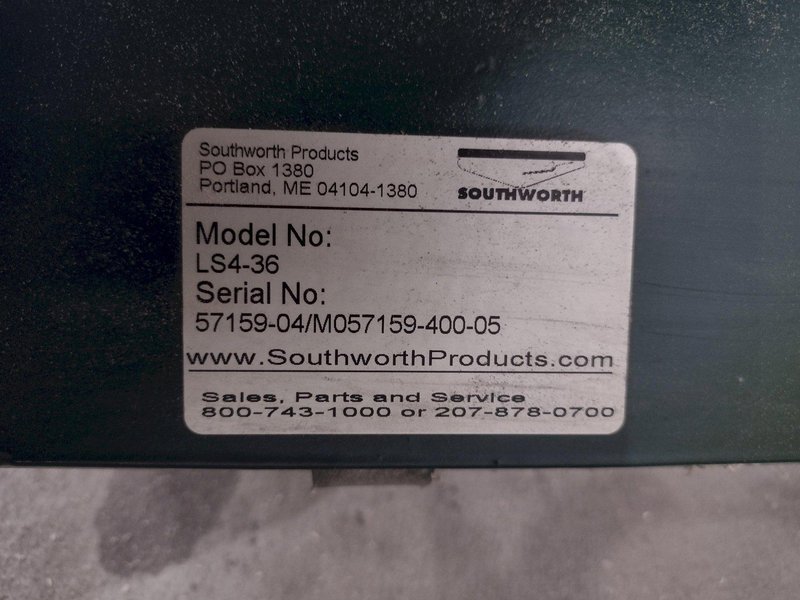 Southworth Products
PO Box 1380
Portland, ME 04104-1380
SOUTHWORTH
Model No:
LS4-36
Serial No:
57159-04/M057159-400-05
www.SouthworthProducts.com
Sales, Parts and Service
800-743-1000 or 207-878-0700